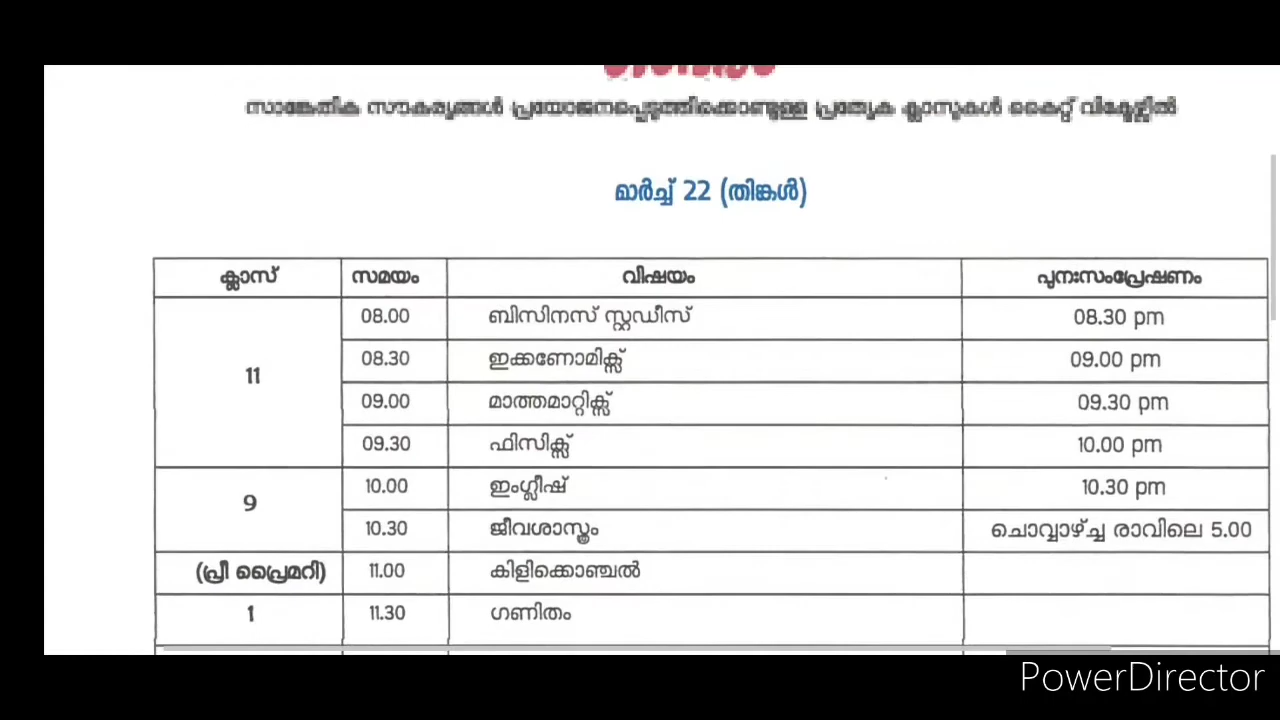 സാങ്കേതിക സൗകര്യങ്ങൾ പ്രയോജനപ്പെടുത്തിക്കൊണ്ടുള്ള പ്രത്യേക ക്ലാസുകൾ കൈറ്റ് വിക്ടേഴ്സിൽ
മാർച്ച് 22 (തിങ്കൾ)
ക്ലാസ് സമയം വിഷയം പുനഃസംപ്രേഷണം
11 08.00 ബിസിനസ് സ്റ്റഡീസ് 08.30 pm
08.30 ഇക്കണോമിക്സ് 09.00 pm
09.00 മാത്തമാറ്റിക്സ് 09.30 pm
09.30 ഫിസിക്സ് 10.00 pm
9 10.00 ഇംഗ്ലീഷ് 10.30 pm
10.30 ജീവശാസ്ത്രം ചൊവ്വാഴ്ച്ച രാവിലെ 5.00
(പ്രീ പ്രൈമറി) 11.00 കിളിക്കൊഞ്ചൽ
1 11.30 ഗണിതം
PowerDirector